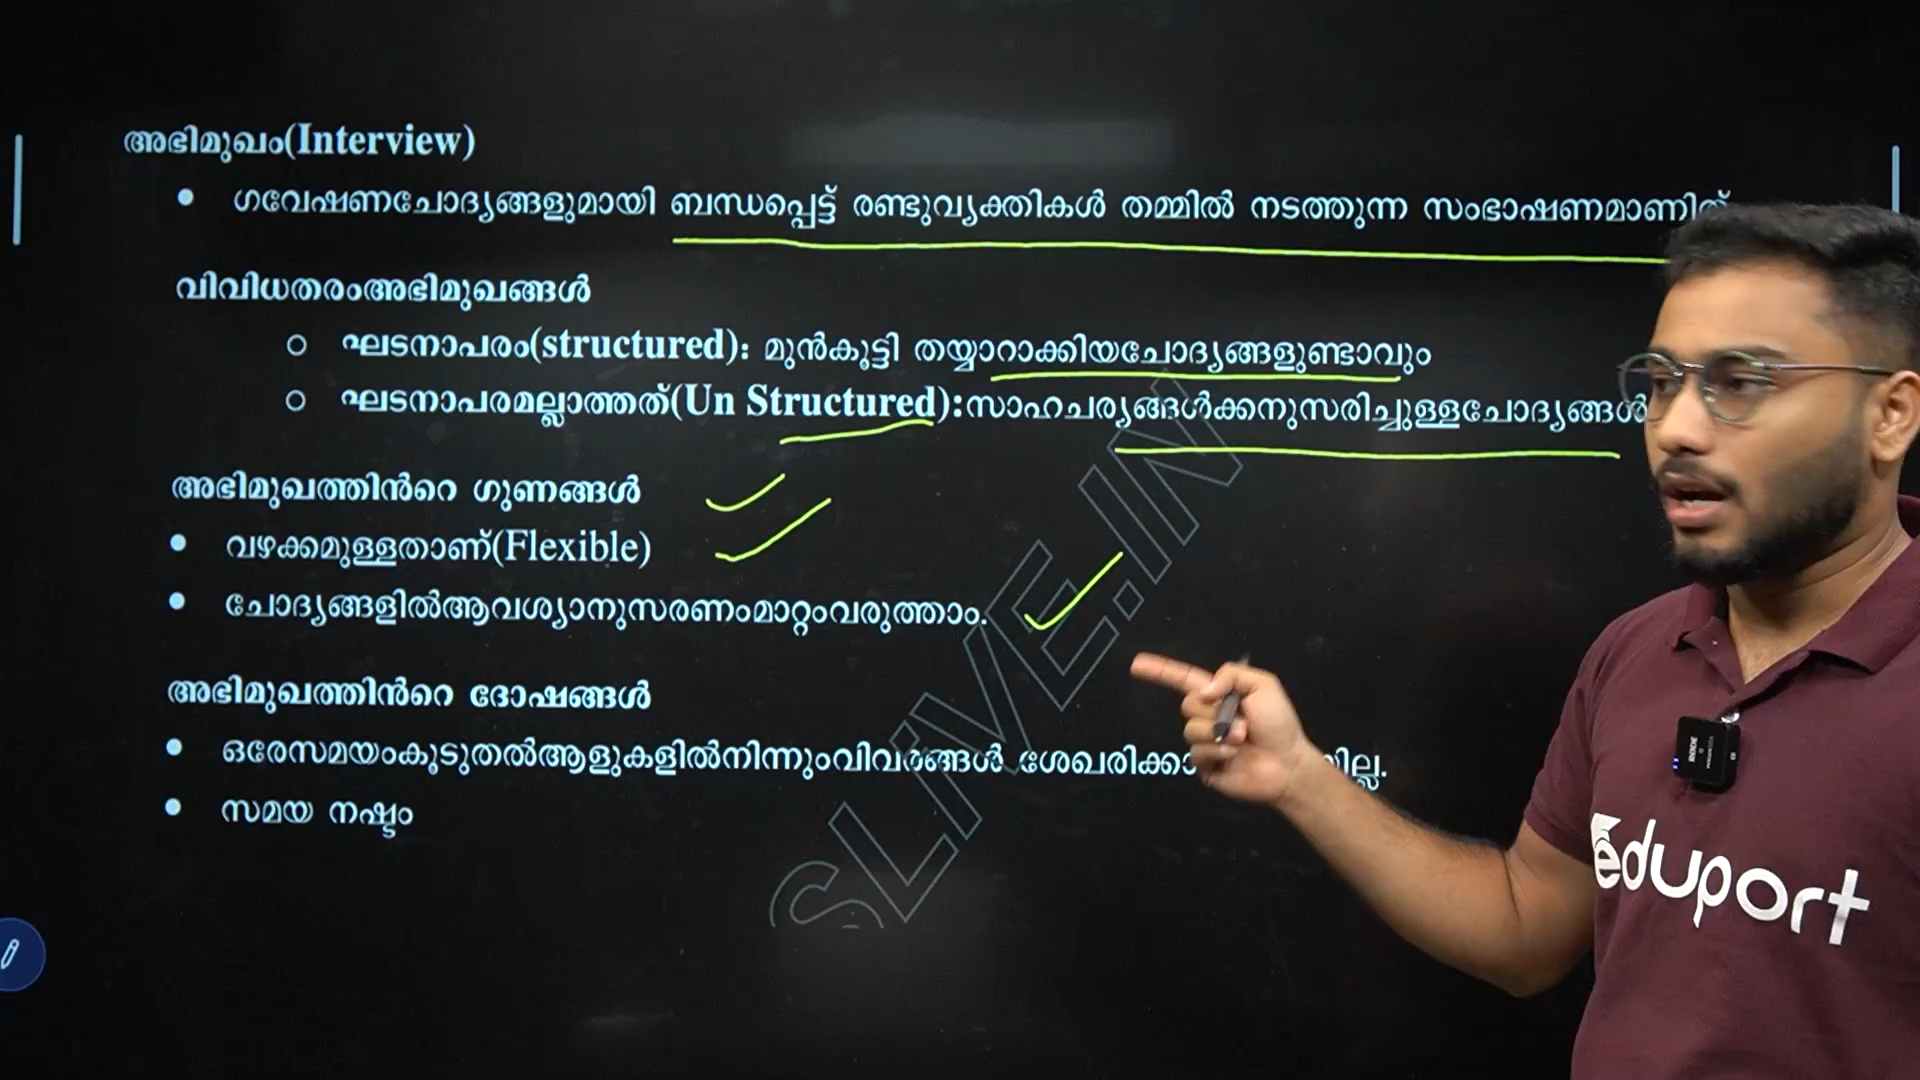 അഭിമുഖം(Interview)
● ഗവേഷണചോദ്യങ്ങളുമായി ബന്ധപ്പെട്ട് രണ്ടുവ്യക്തികൾ തമ്മിൽ നടത്തുന്ന സംഭാഷണമാണിത്
വിവിധതരംഅഭിമുഖങ്ങൾ
○ ഘടനാപരം(structured): മുൻകൂട്ടി തയ്യാറാക്കിയചോദ്യങ്ങളുണ്ടാവും
○ ഘടനാപരമല്ലാത്തത്(Un Structured):സാഹചര്യങ്ങൾക്കനുസരിച്ചുള്ളചോദ്യങ്ങൾ
അഭിമുഖത്തിൻറെ ഗുണങ്ങൾ
● വഴക്കമുള്ളതാണ്(Flexible)
● ചോദ്യങ്ങളിൽആവശ്യാനുസരണംമാറ്റംവരുത്താം.
അഭിമുഖത്തിൻറെ ദോഷങ്ങൾ
● ഒരേസമയംകൂടുതൽആളുകളിൽനിന്നുംവിവരങ്ങൾ
● സമയ നഷ്ടം
SLIVE.IN
eduport